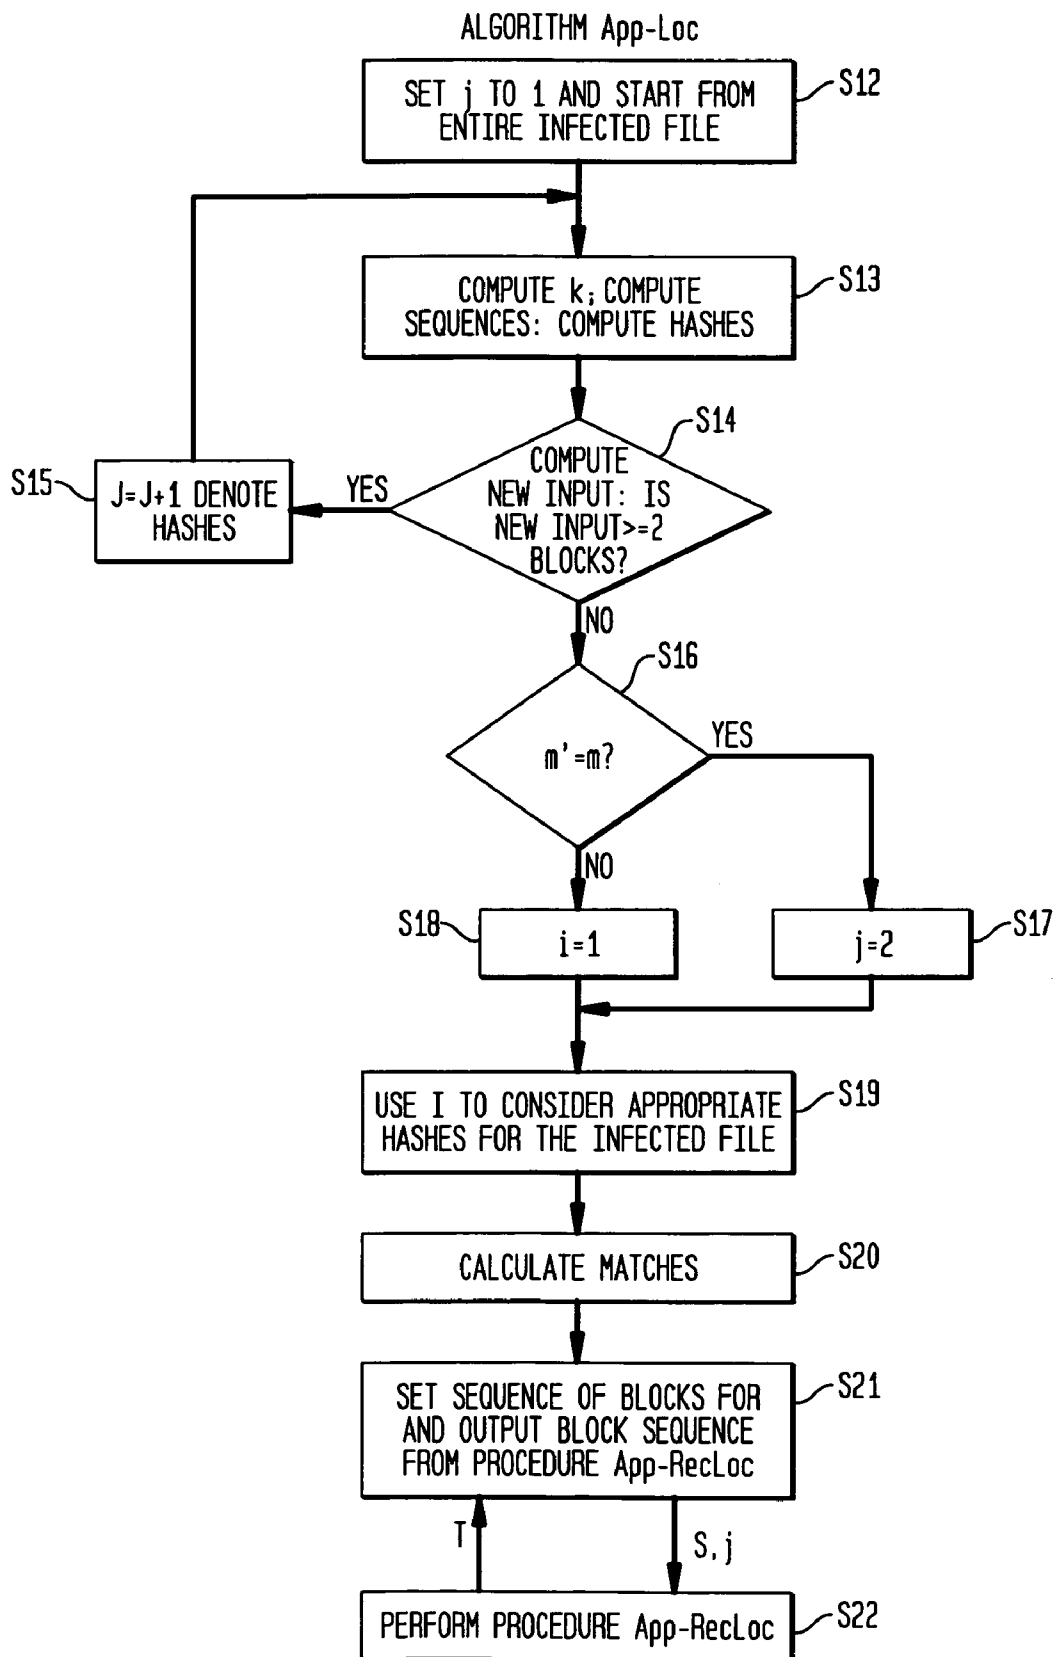 ALGORITHM App-Loc
S12
SET j TO 1 AND START FROM
ENTIRE INFECTED FILE
S13
COMPUTE k; COMPUTE
SEQUENCES: COMPUTE HASHES
S14
COMPUTE
NEW INPUT: IS
NEW INPUT>=2
BLOCKS?
YES
S15
J=J+1 DENOTE
HASHES
NO
S16
m'=m?
YES
NO
S18
i=1
S17
j=2
S19
USE I TO CONSIDER APPROPRIATE
HASHES FOR THE INFECTED FILE
S20
CALCULATE MATCHES
S21
SET SEQUENCE OF BLOCKS FOR
AND OUTPUT BLOCK SEQUENCE
FROM PROCEDURE App-RecLoc
T
S,j
S22
PERFORM PROCEDURE App-RecLoc